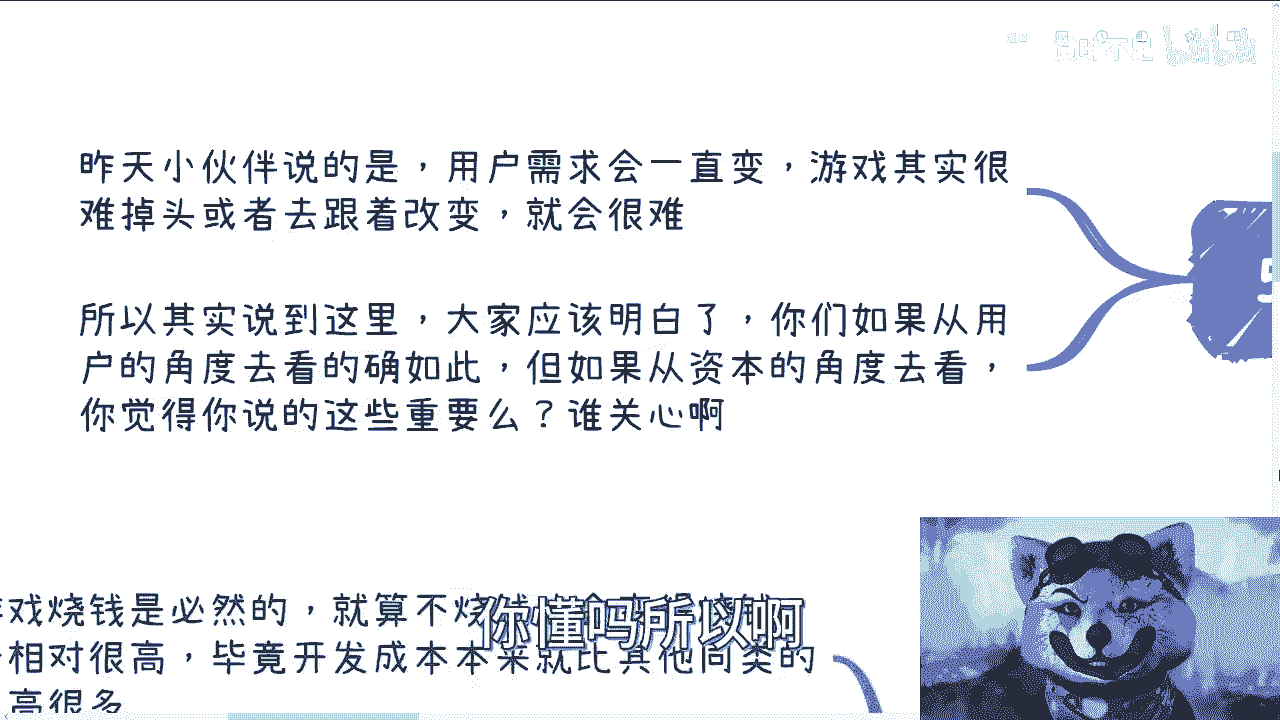 bilibili
昨天小伙伴说的是，用户需求会一直变，游戏其实很
难掉头或者去跟着改变，就会很难
所以其实说到这里，大家应该明白了，你们如果从用
户的角度去看的确如此，但如果从资本的角度去看，
你觉得你说的这些重要么？谁关心啊
戏烧钱是必然的，就算不烧
你懂吗所以啊
相对很高，毕竟开发成本本来就比其他同类的
高很多